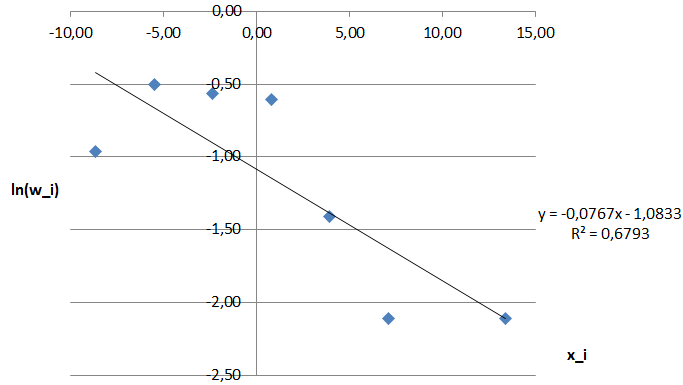 0,00
-10,00 -5,00 0,00 5,00 10,00 15,00
-0,50
-1,00
ln(w_i)
-1,50
y = -0,0767x - 1,0833
R² = 0,6793
-2,00
x_i
-2,50